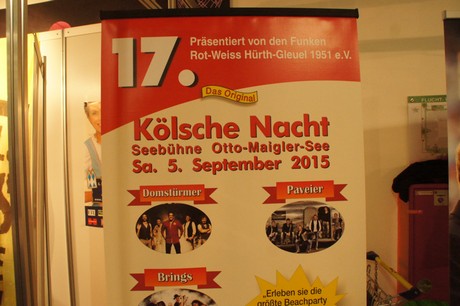 17.
Präsentiert von den Funken
Rot-Weiss Hürth-Gleuel 1951 e.V.
Das Original
Kölsche Nacht
Seebühne Otto-Maigler-See
Sa. 5. September 2015
Domstürmer
Paveier
Brings
„Erleben sie die
größte Beachparty